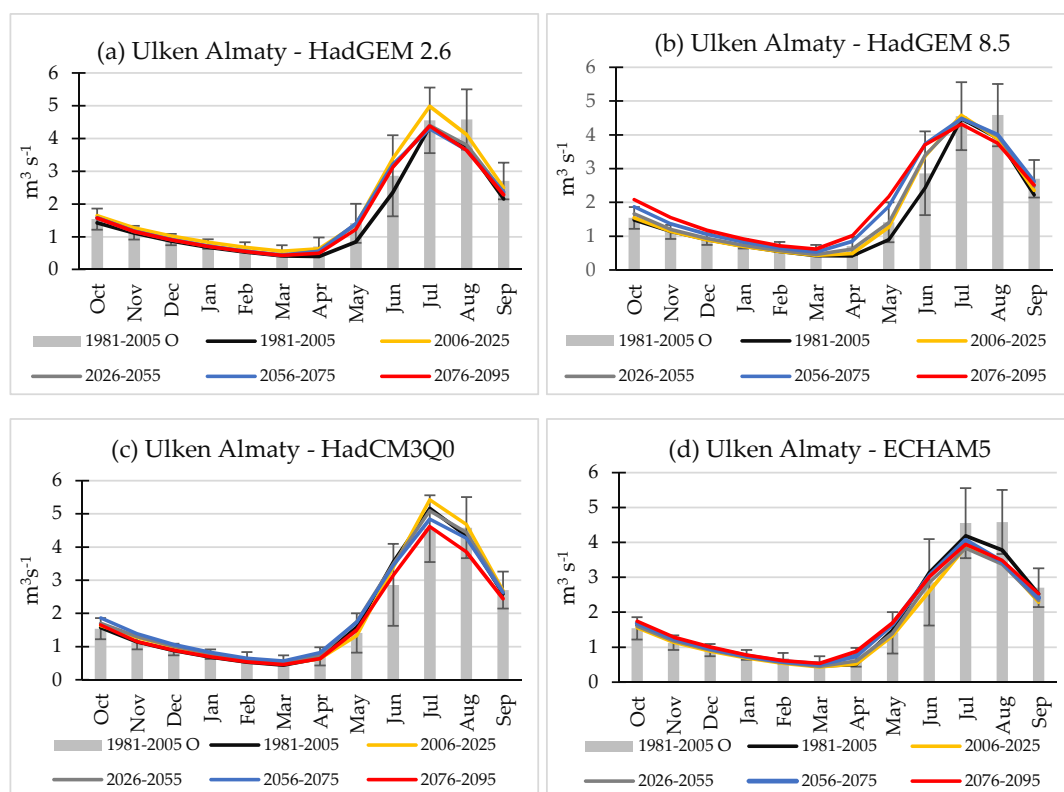 (a) Ulken Almaty - HadGEM 2.6
6
5
4
3
2
1
0
m³ s⁻¹
Oct
Nov
Dec
Jan
Feb
Mar
Apr
May
Jun
Jul
Aug
Sep
1981-2005 O
1981-2005
2006-2025
2026-2055
2056-2075
2076-2095
(b) Ulken Almaty - HadGEM 8.5
6
5
4
3
2
1
0
m³ s⁻¹
Oct
Nov
Dec
Jan
Feb
Mar
Apr
May
Jun
Jul
Aug
Sep
1981-2005 O
1981-2005
2006-2025
2026-2055
2056-2075
2076-2095
(c) Ulken Almaty - HadCM3Q0
6
5
4
3
2
1
0
m³s⁻¹
Oct
Nov
Dec
Jan
Feb
Mar
Apr
May
Jun
Jul
Aug
Sep
1981-2005 O
1981-2005
2006-2025
2026-2055
2056-2075
2076-2095
(d) Ulken Almaty - ECHAM5
6
5
4
3
2
1
0
m³ s⁻¹
Oct
Nov
Dec
Jan
Feb
Mar
Apr
May
Jun
Jul
Aug
Sep
1981-2005 O
1981-2005
2006-2025
2026-2055
2056-2075
2076-2095